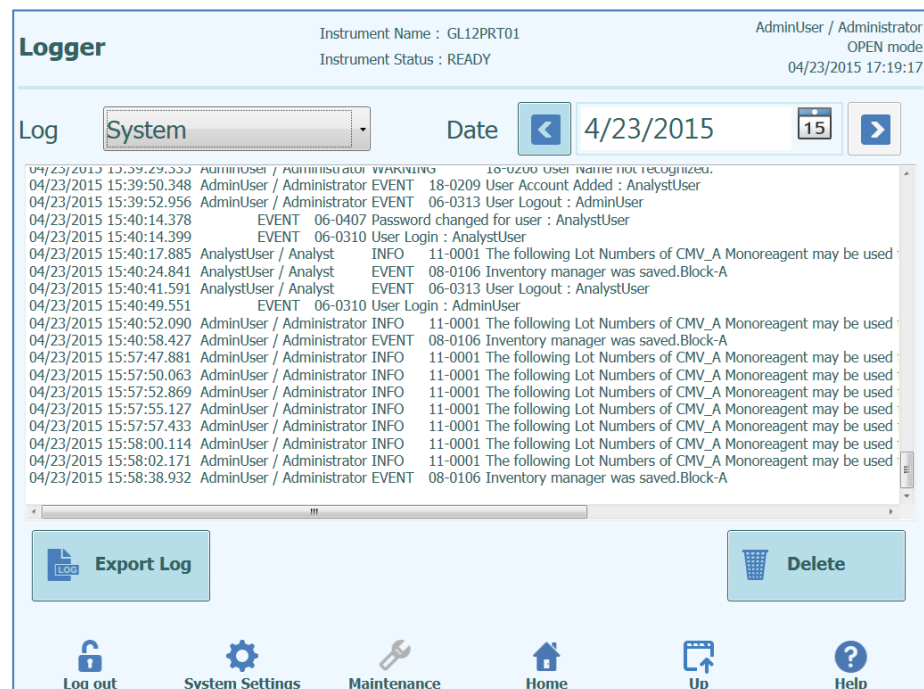 Logger
Instrument Name : GL12PRT01
Instrument Status : READY
AdminUser / Administrator
OPEN mode
04/23/2015 17:19:17
Log System Date 4/23/2015 15
04/23/2015 15:39:29.335 AdminUser / Administrator WARNING 18-0206 User Name not recognized.
04/23/2015 15:39:50.348 AdminUser / Administrator EVENT 18-0209 User Account Added : AnalystUser
04/23/2015 15:39:52.956 AdminUser / Administrator EVENT 06-0313 User Logout : AdminUser
04/23/2015 15:40:14.378 EVENT 06-0407 Password changed for user : AnalystUser
04/23/2015 15:40:14.399 EVENT 06-0310 User Login : AnalystUser
04/23/2015 15:40:17.885 AnalystUser / Analyst INFO 11-0001 The following Lot Numbers of CMV_A Monoreagent may be used
04/23/2015 15:40:24.841 AnalystUser / Analyst EVENT 08-0106 Inventory manager was saved.Block-A
04/23/2015 15:40:41.591 AnalystUser / Analyst EVENT 06-0313 User Logout : AnalystUser
04/23/2015 15:40:49.551 EVENT 06-0310 User Login : AdminUser
04/23/2015 15:40:52.090 AdminUser / Administrator INFO 11-0001 The following Lot Numbers of CMV_A Monoreagent may be used
04/23/2015 15:40:58.427 AdminUser / Administrator EVENT 08-0106 Inventory manager was saved.Block-A
04/23/2015 15:57:47.881 AdminUser / Administrator INFO 11-0001 The following Lot Numbers of CMV_A Monoreagent may be used
04/23/2015 15:57:50.063 AdminUser / Administrator INFO 11-0001 The following Lot Numbers of CMV_A Monoreagent may be used
04/23/2015 15:57:52.869 AdminUser / Administrator INFO 11-0001 The following Lot Numbers of CMV_A Monoreagent may be used
04/23/2015 15:57:55.127 AdminUser / Administrator INFO 11-0001 The following Lot Numbers of CMV_A Monoreagent may be used
04/23/2015 15:57:57.433 AdminUser / Administrator INFO 11-0001 The following Lot Numbers of CMV_A Monoreagent may be used
04/23/2015 15:58:00.114 AdminUser / Administrator INFO 11-0001 The following Lot Numbers of CMV_A Monoreagent may be used
04/23/2015 15:58:02.171 AdminUser / Administrator INFO 11-0001 The following Lot Numbers of CMV_A Monoreagent may be used
04/23/2015 15:58:38.932 AdminUser / Administrator EVENT 08-0106 Inventory manager was saved.Block-A
LOG Export Log Delete
Log out System Settings Maintenance Home Up Help